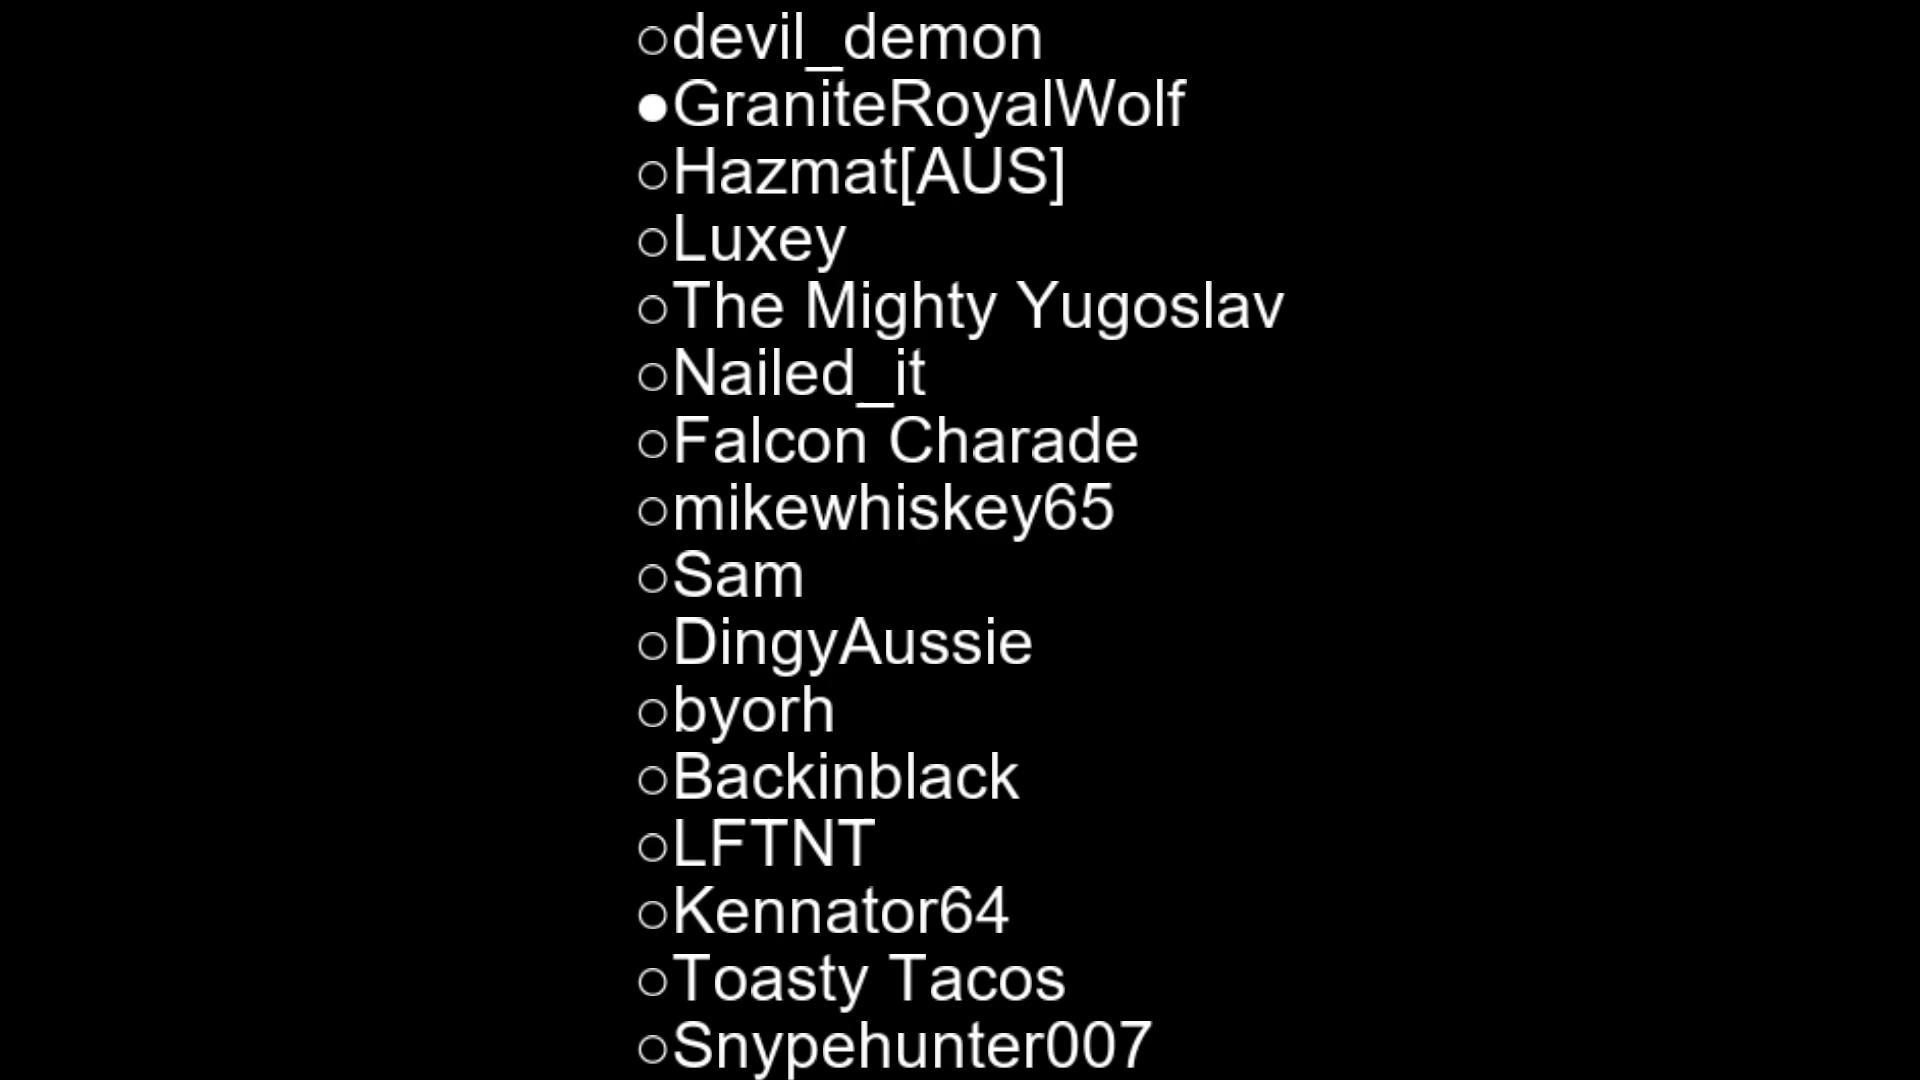 ○devil_demon
●GraniteRoyalWolf
○Hazmat[AUS]
○Luxey
○The Mighty Yugoslav
○Nailed_it
○Falcon Charade
○mikewhiskey65
○Sam
○DingyAussie
○byorh
○Backinblack
○LFTNT
○Kennator64
○Toasty Tacos
○Snypehunter007